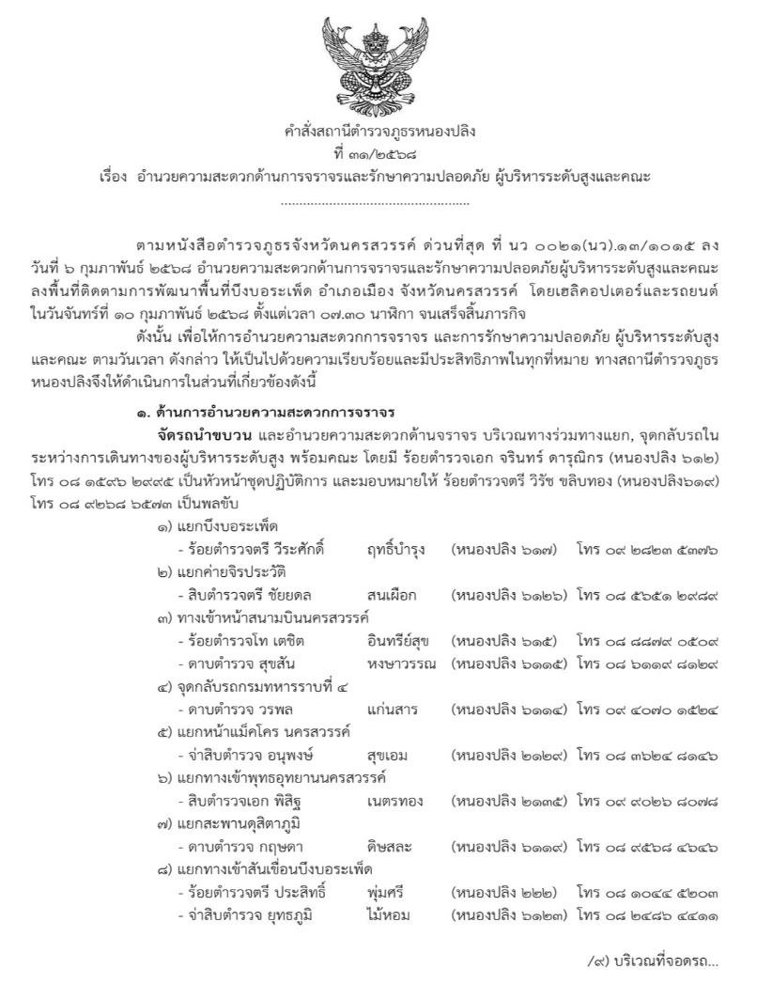 คำสั่งสถานีตำรวจภูธรหนองปลิง
ที่ ๓๑/๒๕๖๘
เรื่อง อำนวยความสะดวกด้านการจราจรและรักษาความปลอดภัย ผู้บริหารระดับสูงและคณะ
...................................................
ตามหนังสือตำรวจภูธรจังหวัดนครสวรรค์ ด่วนที่สุด ที่ นว ๐๐๒๑(นว).๑๓/๑๐๑๕ ลง
วันที่ ๖ กุมภาพันธ์ ๒๕๖๘ อำนวยความสะดวกด้านการจราจรและรักษาความปลอดภัยผู้บริหารระดับสูงและคณะ
ลงพื้นที่ติดตามการพัฒนาพื้นที่บึงบอระเพ็ด อำเภอเมือง จังหวัดนครสวรรค์ โดยเฮลิคอปเตอร์และรถยนต์
ในวันจันทร์ที่ ๑๐ กุมภาพันธ์ ๒๕๖๘ ตั้งแต่เวลา ๐๗.๓๐ นาฬิกา จนเสร็จสิ้นภารกิจ
ดังนั้น เพื่อให้การอำนวยความสะดวกการจราจร และการรักษาความปลอดภัย ผู้บริหารระดับสูง
และคณะ ตามวันเวลา ดังกล่าว ให้เป็นไปด้วยความเรียบร้อยและมีประสิทธิภาพในทุกที่หมาย ทางสถานีตำรวจภูธร
หนองปลิงจึงให้ดำเนินการในส่วนที่เกี่ยวข้องดังนี้
๑. ด้านการอำนวยความสะดวกการจราจร
จัดรถนำขบวน และอำนวยความสะดวกด้านจราจร บริเวณทางร่วมทางแยก, จุดกลับรถใน
ระหว่างการเดินทางของผู้บริหารระดับสูง พร้อมคณะ โดยมี ร้อยตำรวจเอก จรินทร์ ดารุณิกร (หนองปลิง ๖๑๒)
โทร ๐๘ ๑๕๙๖ ๒๙๙๕ เป็นหัวหน้าชุดปฏิบัติการ และมอบหมายให้ ร้อยตำรวจตรี วิรัช ขลิบทอง (หนองปลิง๖๑๙)
โทร ๐๘ ๙๒๖๘ ๖๕๗๓ เป็นพลขับ
๑) แยกบึงบอระเพ็ด
- ร้อยตำรวจตรี วีระศักดิ์ ฤทธิ์บำรุง (หนองปลิง ๖๑๗) โทร ๐๙ ๒๘๒๓ ๕๓๗๖
๒) แยกค่ายจิรประวัติ
- สิบตำรวจตรี ชัยยดล สนเผือก (หนองปลิง ๖๑๒๖) โทร ๐๘ ๕๖๕๑ ๒๙๘๙
๓) ทางเข้าหน้าสนามบินนครสวรรค์
- ร้อยตำรวจโท เตชิต อินทรีย์สุข (หนองปลิง ๖๑๕) โทร ๐๘ ๘๘๗๙ ๐๕๐๙
- ดาบตำรวจ สุขสัน หงษาวรรณ (หนองปลิง ๖๑๑๕) โทร ๐๘ ๖๑๑๙ ๘๑๒๙
๔) จุดกลับรถกรมทหารราบที่ ๔
- ดาบตำรวจ วรพล แก่นสาร (หนองปลิง ๖๑๑๔) โทร ๐๙ ๔๐๗๐ ๑๕๒๔
๕) แยกหน้าแม็คโคร นครสวรรค์
- จ่าสิบตำรวจ อนุพงษ์ สุขเอม (หนองปลิง ๒๑๒๙) โทร ๐๘ ๓๖๒๔ ๘๑๔๖
๖) แยกทางเข้าพุทธอุทยานนครสวรรค์
- สิบตำรวจเอก พิสิฐ เนตรทอง (หนองปลิง ๒๑๓๕) โทร ๐๙ ๙๐๒๖ ๘๐๗๘
๗) แยกสะพานดุสิตาภูมิ
- ดาบตำรวจ กฤษดา ดิษสละ (หนองปลิง ๖๑๑๙) โทร ๐๘ ๙๕๖๘ ๔๖๔๖
๘) แยกทางเข้าสันเขื่อนบึงบอระเพ็ด
- ร้อยตำรวจตรี ประสิทธิ์ พุ่มศรี (หนองปลิง ๒๒๒) โทร ๐๘ ๑๐๔๔ ๕๒๐๓
- จ่าสิบตำรวจ ยุทธภูมิ ไม้หอม (หนองปลิง ๖๑๒๓) โทร ๐๘ ๒๔๘๖ ๔๔๑๑
/๙) บริเวณที่จอดรถ...